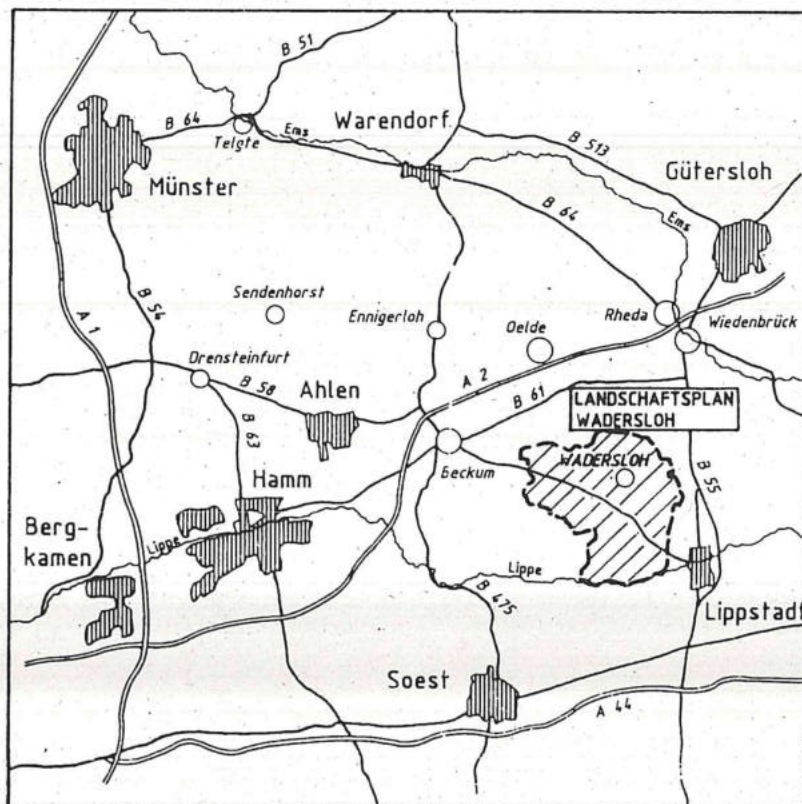 B 51
B 64
Telgte
Ems
Warendorf
B 513
Münster
Gütersloh
B 64
Ems
B 54
Sendenhorst
A 1
Ennigerloh
Oelde
Rheda
Wiedenbrück
Drensteinfurt
B 58
Ahlen
A 2
B 61
B 63
LANDSCHAFTSPLAN
WADERSLOH
Beckum
WADERSLOH
Hamm
B 55
Berg-
kamen
Lippe
Lippe
B 475
Lippstadt
Soest
A 44